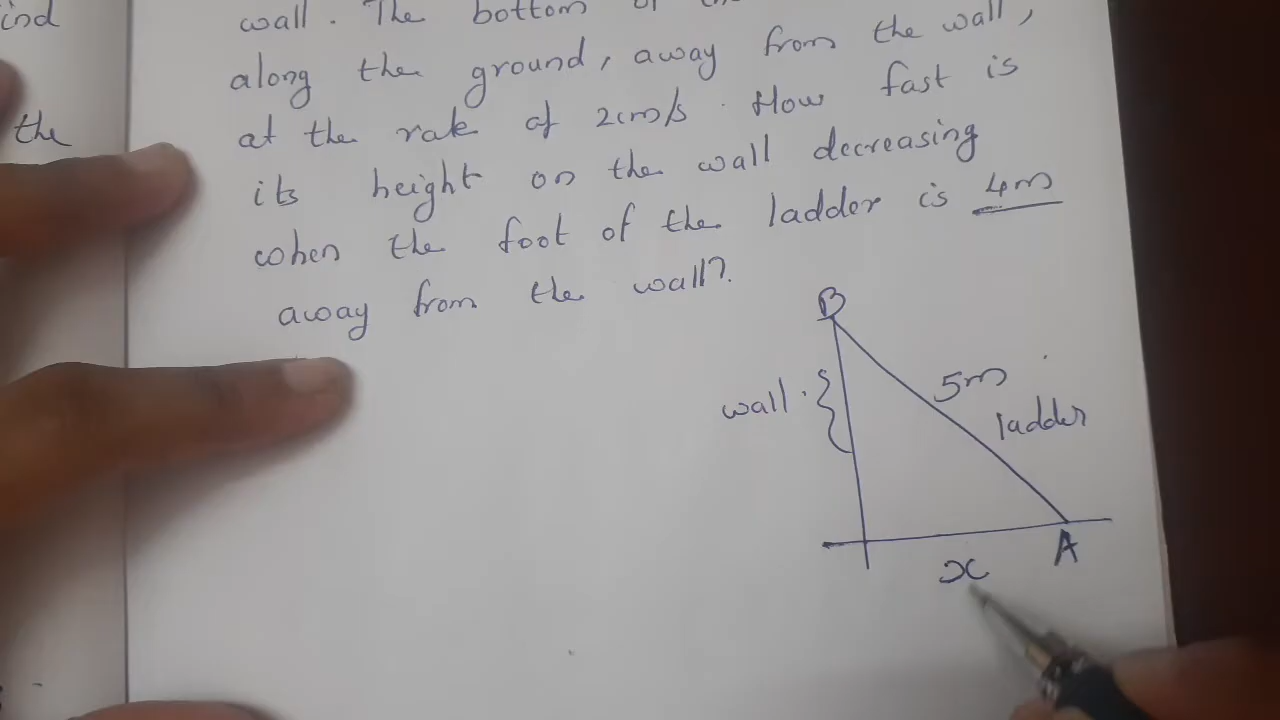 ind
the
wall. The bottom of
along the ground, away from the wall,
at the rate of 2cm/s. How fast is
its height on the wall decreasing
when the foot of the ladder is 4m
away from the wall?
B
wall.
5m
ladder
x
A